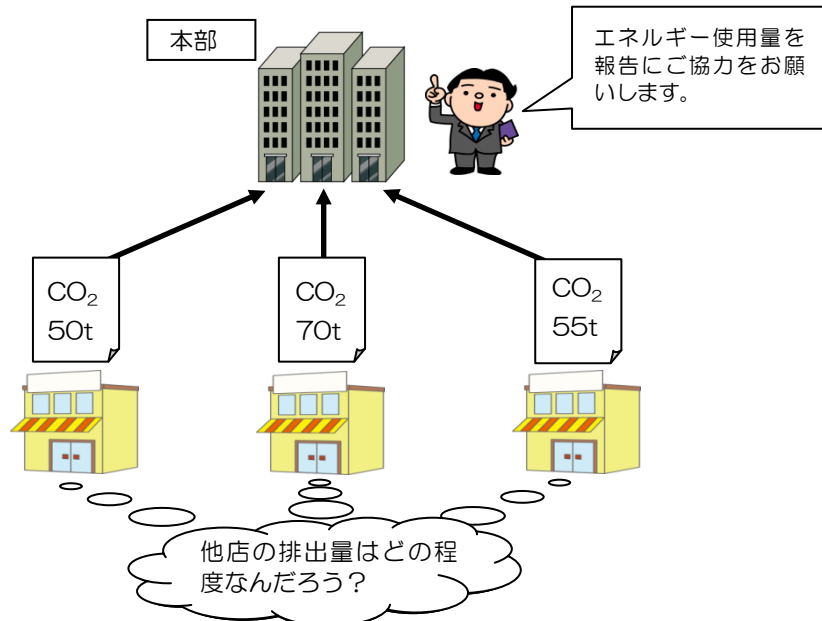 本部
エネルギー使用量を
報告にご協力をお願
いします。
CO₂
50t
CO₂
70t
CO₂
55t
他店の排出量はどの程
度なんだろう？